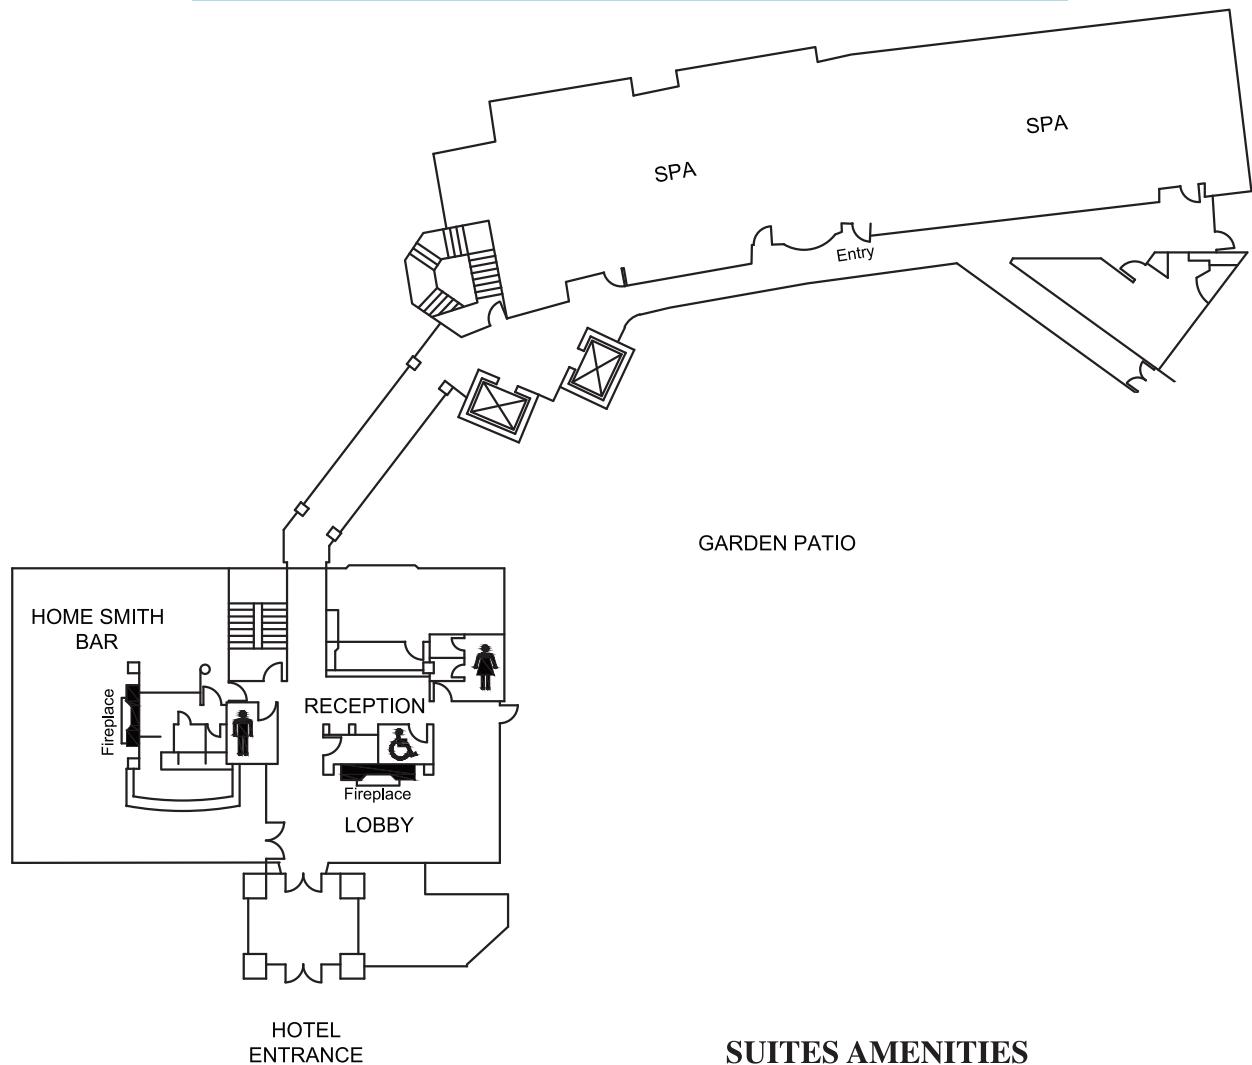 SPA
SPA
Entry
GARDEN PATIO
HOME SMITH
BAR
Fireplace
RECEPTION
Fireplace
LOBBY
HOTEL
ENTRANCE
SUITES AMENITIES